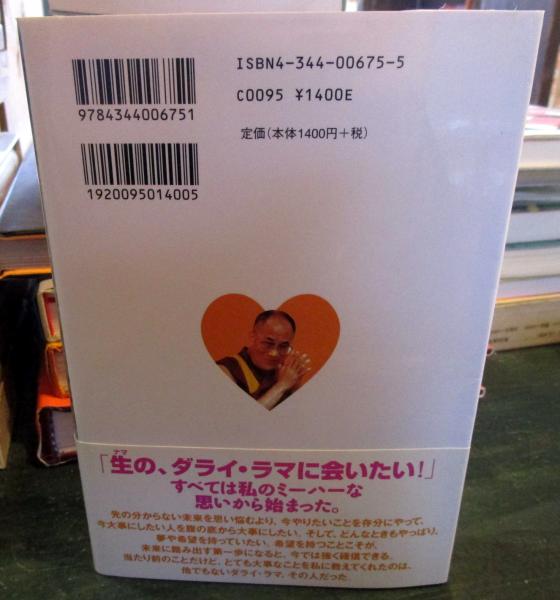 ISBN4-344-00675-5
C0095 ¥1400E
定価(本体1400円+税)
9784344006751
1920095014005
ナマ
「生の、ダライ・ラマに会いたい!」
すべては私のミーハーな
思いから始まった。
先の分からない未来を思い悩むより、今やりたいことを存分にやって、
今大事にしたい人を腹の底から大事にしたい。そして、どんなときもやっぱり、
夢や希望を持っていたい。希望を持つことこそが、
未来に踏み出す第一歩になると、今では強く確信できる。
当たり前のことだけど、とても大事なことを私に教えてくれたのは、
他でもないダライ・ラマ、その人だった